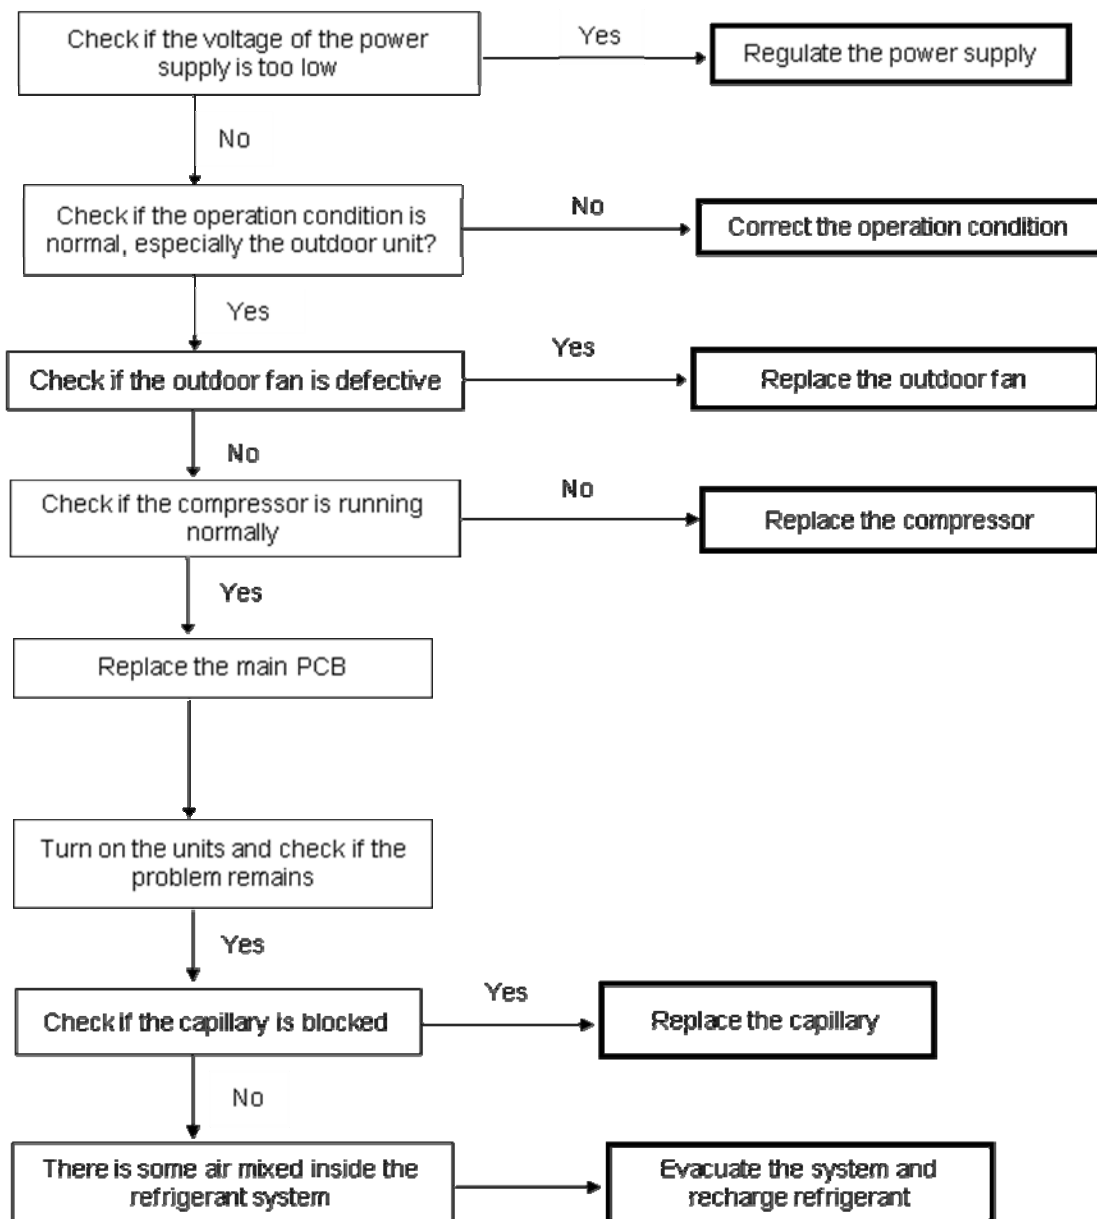 Check if the voltage of the power
supply is too low
Yes
Regulate the power supply
No
Check if the operation condition is
normal, especially the outdoor unit?
No
Correct the operation condition
Yes
Check if the outdoor fan is defective
Yes
Replace the outdoor fan
No
Check if the compressor is running
normally
No
Replace the compressor
Yes
Replace the main PCB
Turn on the units and check if the
problem remains
Yes
Check if the capillary is blocked
Yes
Replace the capillary
No
There is some air mixed inside the
refrigerant system
Evacuate the system and
recharge refrigerant